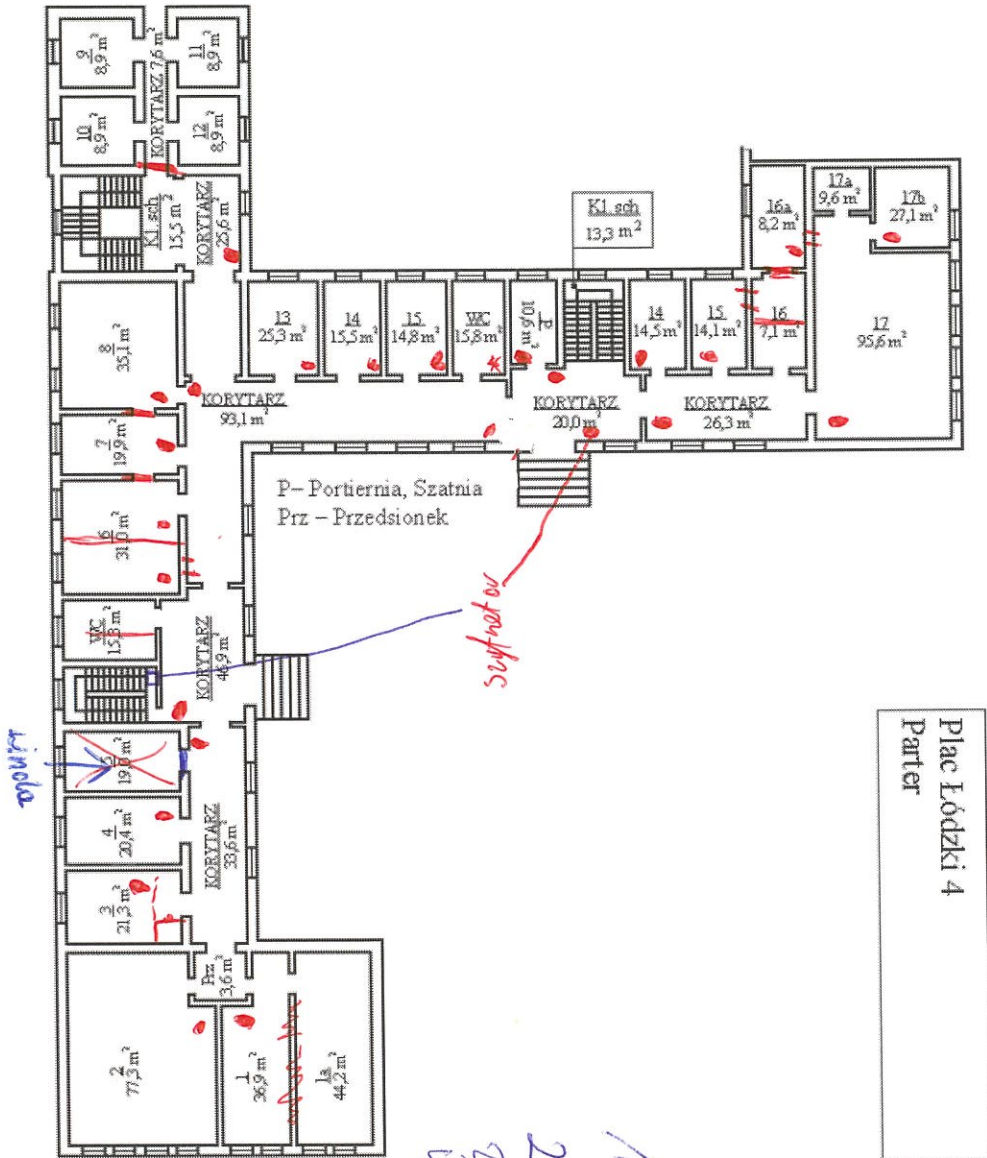 Plac Łódzki 4
Parter
9
8,9 m²
KORYTARZ 7,6 m²
11
8,9 m²
10
8,9 m²
12
8,9 m²
Kl. sch
15,5 m²
KORYTARZ
25,6 m²
Kl. sch
13,3 m²
16a
8,2 m²
17a
9,6 m²
17b
27,1 m²
8
35,1 m²
13
25,3 m²
14
15,5 m²
15
14,8 m²
WC
15,8 m²
P
10,6 m²
14
14,5 m²
15
14,1 m²
16
7,1 m²
17
95,6 m²
KORYTARZ
93,1 m²
KORYTARZ
20,0 m²
KORYTARZ
26,3 m²
7
19,9 m²
P– Portiernia, Szatnia
Prz – Przedsionek
6
31,0 m²
WC
15,8 m²
KORYTARZ
46,9 m²
5
19,0 m²
winda
4
20,4 m²
KORYTARZ
33,6 m²
3
21,3 m²
Prz
3,6 m²
2
77,3 m²
1
36,9 m²
1a
44,2 m²